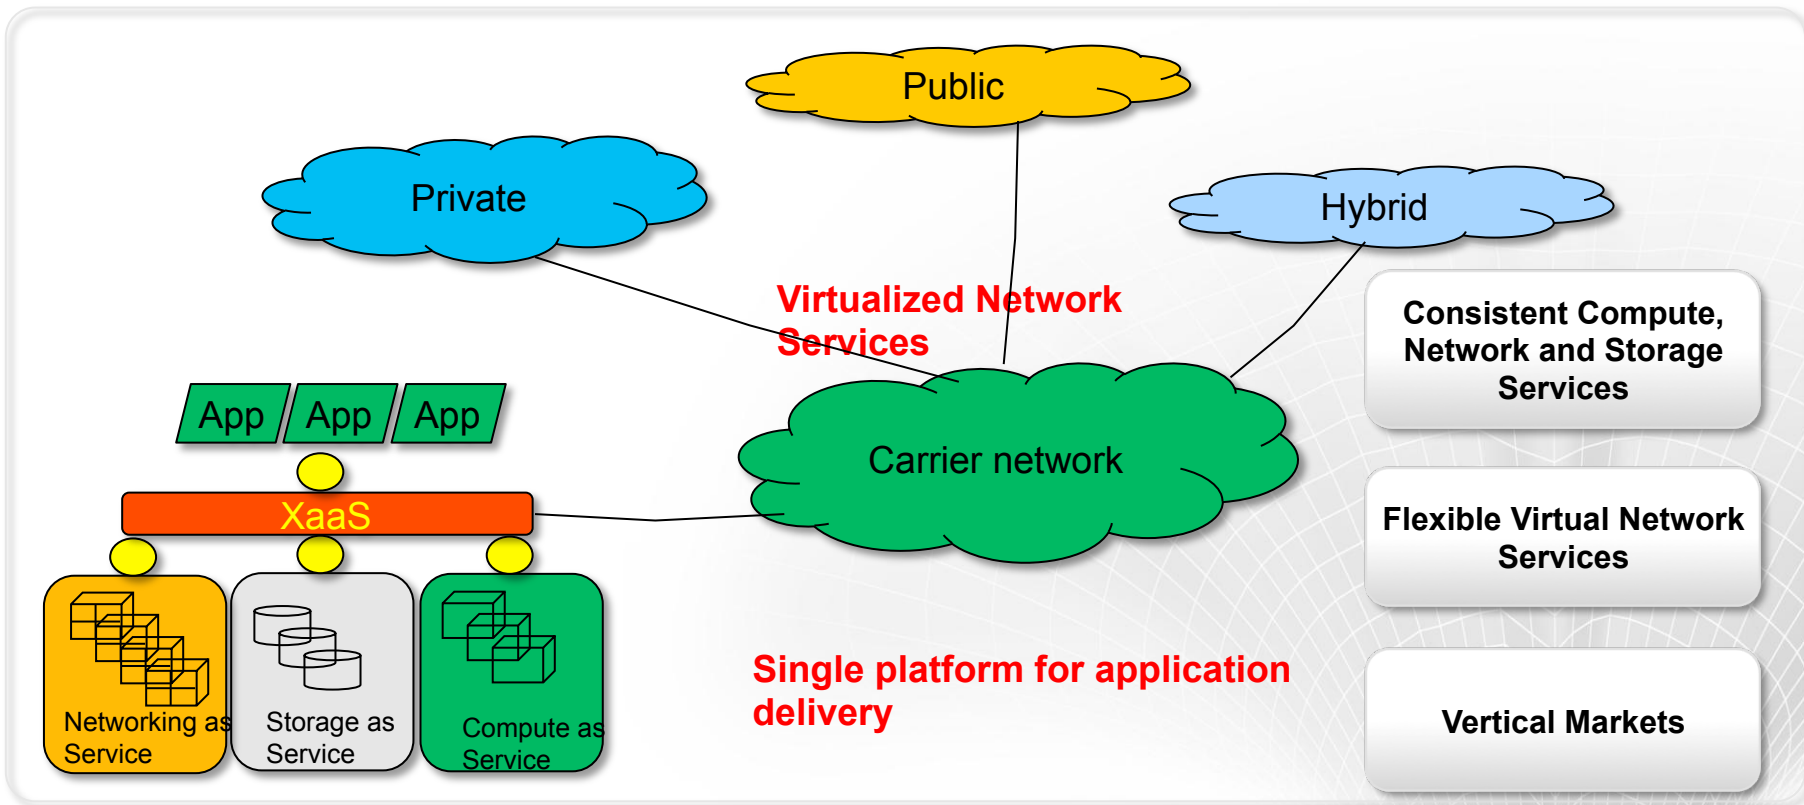 Public
Private
Hybrid
Virtualized Network
Services
Consistent Compute,
Network and Storage
Services
App App App
Carrier network
XaaS
Flexible Virtual Network
Services
Networking as
Service
Storage as
Service
Compute as
Service
Single platform for application
delivery
Vertical Markets